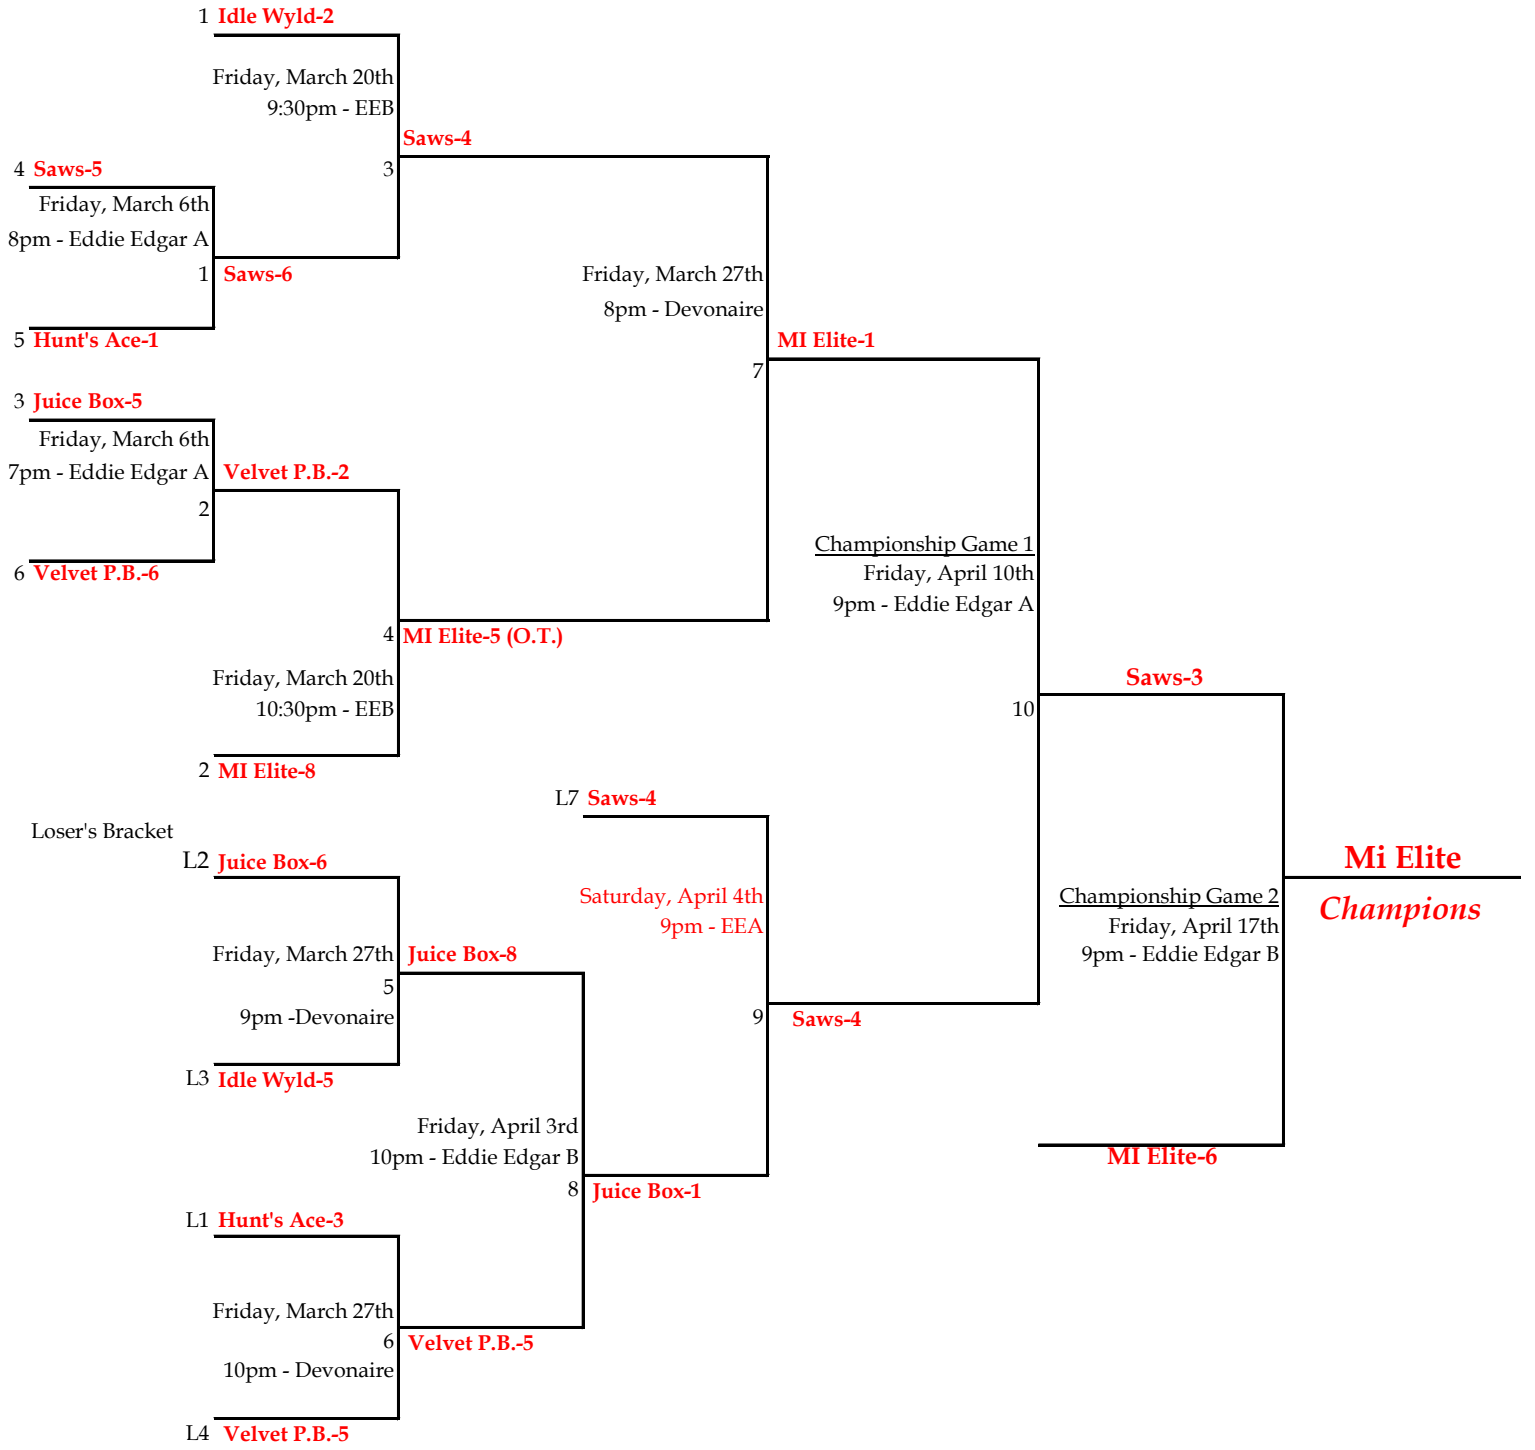 1 Idle Wyld-2
Friday, March 20th
9:30pm - EEB
Saws-4
3
4 Saws-5
Friday, March 6th
8pm - Eddie Edgar A
1 Saws-6
5 Hunt's Ace-1
Friday, March 27th
8pm - Devonaire
MI Elite-1
7
3 Juice Box-5
Friday, March 6th
7pm - Eddie Edgar A
Velvet P.B.-2
2
6 Velvet P.B.-6
4 MI Elite-5 (O.T.)
Friday, March 20th
10:30pm - EEB
2 MI Elite-8
Championship Game 1
Friday, April 10th
9pm - Eddie Edgar A
Saws-3
10
L7 Saws-4
Loser's Bracket
L2 Juice Box-6
Saturday, April 4th
9pm - EEA
Friday, March 27th
Juice Box-8
5
9pm -Devonaire
L3 Idle Wyld-5
9 Saws-4
Championship Game 2
Friday, April 17th
9pm - Eddie Edgar B
Mi Elite
Champions
Friday, April 3rd
10pm - Eddie Edgar B
8 Juice Box-1
MI Elite-6
L1 Hunt's Ace-3
Friday, March 27th
6 Velvet P.B.-5
10pm - Devonaire
L4 Velvet P.B.-5